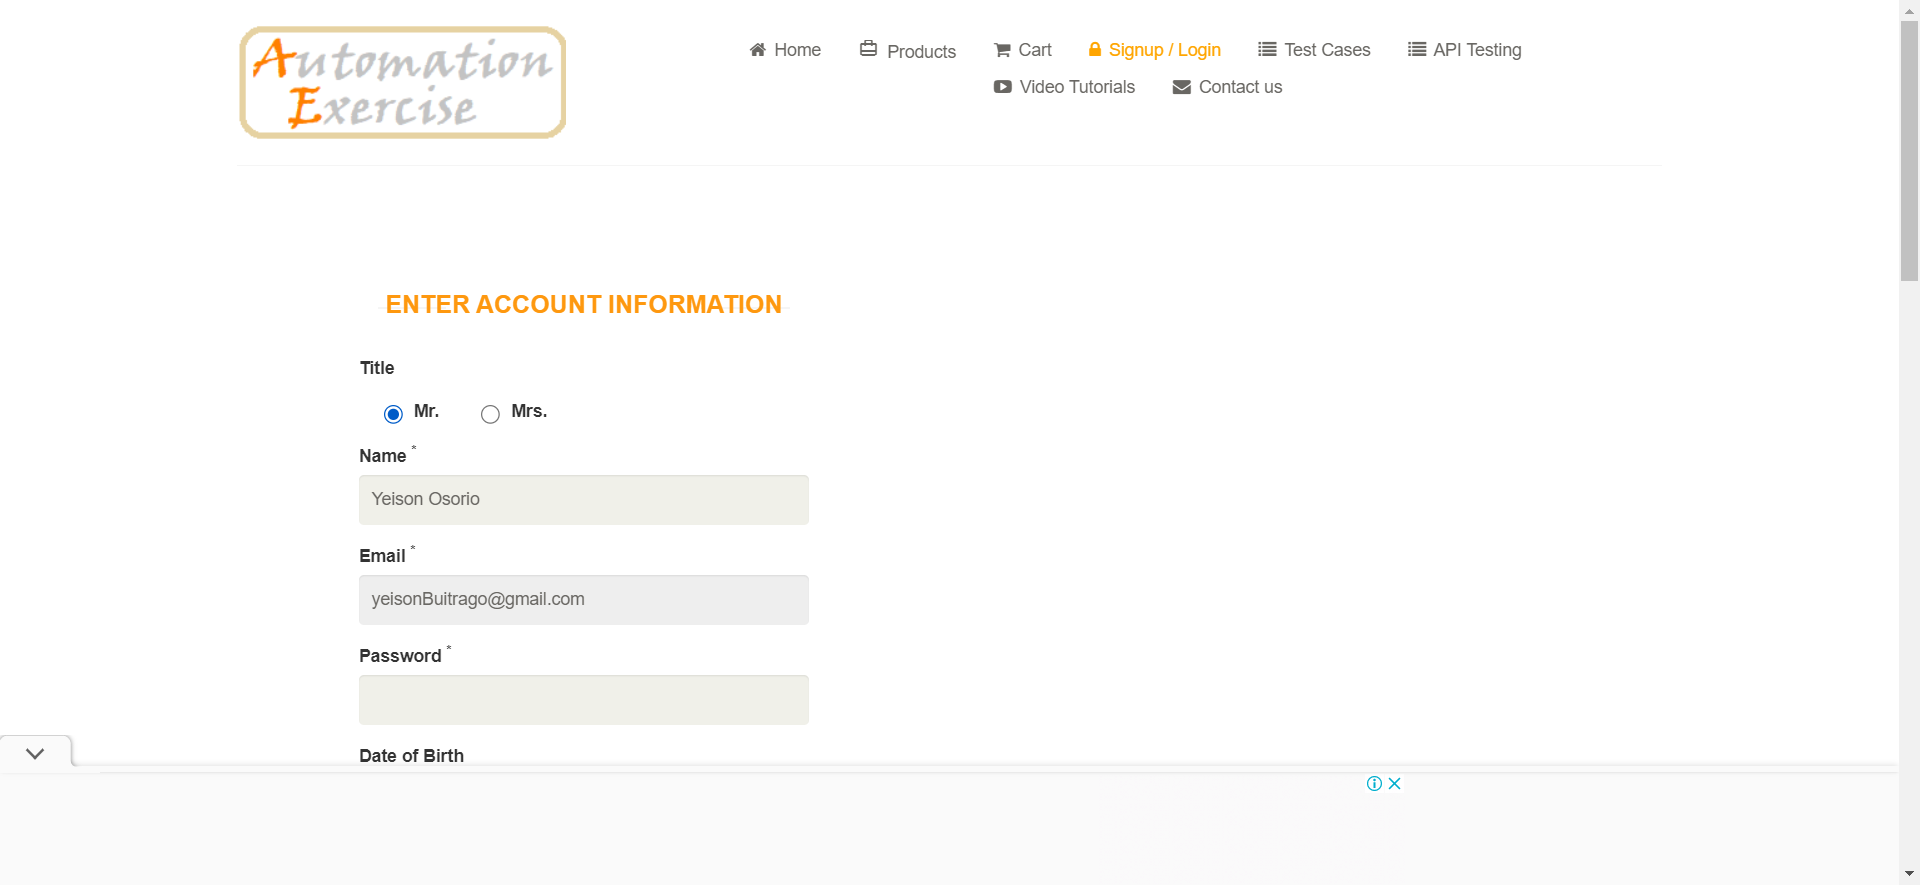 Automation
Exercise
Home
Products
Cart
Signup / Login
Test Cases
API Testing
Video Tutorials
Contact us
ENTER ACCOUNT INFORMATION
Title
Mr.
Mrs.
Name *
Yeison Osorio
Email *
yeisonBuitrago@gmail.com
Password *
Date of Birth